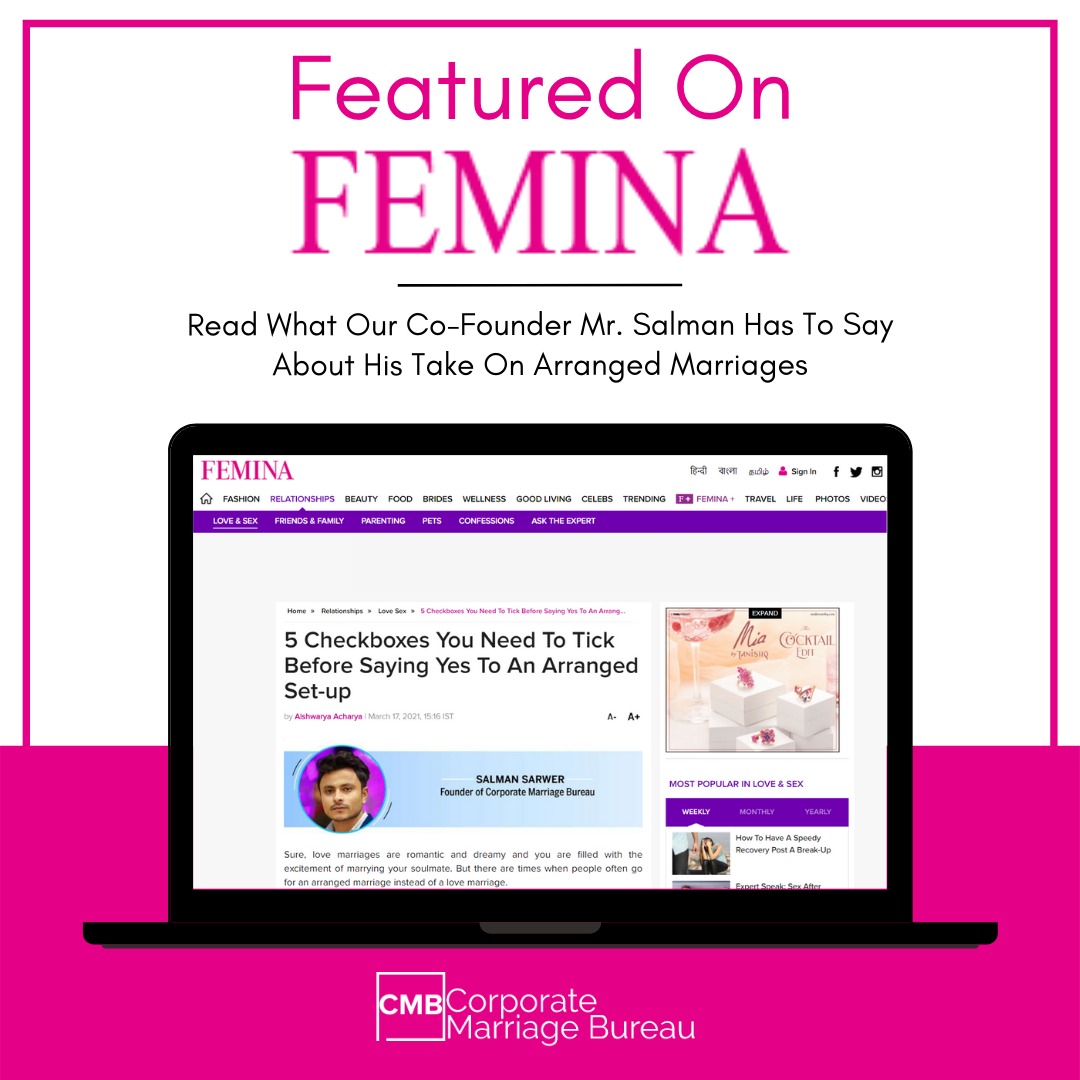 Featured On
FEMINA
Read What Our Co-Founder Mr. Salman Has To Say
About His Take On Arranged Marriages
FEMINA
हिन्दी বাংলা தமிழ் Sign In
FASHION RELATIONSHIPS BEAUTY FOOD BRIDES WELLNESS GOOD LIVING CELEBS TRENDING F+ FEMINA + TRAVEL LIFE PHOTOS VIDEO
LOVE & SEX FRIENDS & FAMILY PARENTING PETS CONFESSIONS ASK THE EXPERT
Home » Relationships » Love Sex » 5 Checkboxes You Need To Tick Before Saying Yes To An Arrang...
5 Checkboxes You Need To Tick
Before Saying Yes To An Arranged
Set-up
by Aishwarya Acharya | March 17, 2021, 15:16 IST
A- A+
SALMAN SARWER
Founder of Corporate Marriage Bureau
Sure, love marriages are romantic and dreamy and you are filled with the
excitement of marrying your soulmate. But there are times when people often go
for an arranged marriage instead of a love marriage.
EXPAND
Mia
by TANISHQ
COCKTAIL
EDIT
MOST POPULAR IN LOVE & SEX
WEEKLY MONTHLY YEARLY
How To Have A Speedy
Recovery Post A Break-Up
Expert Speak: Sex After
CMB Corporate
Marriage Bureau